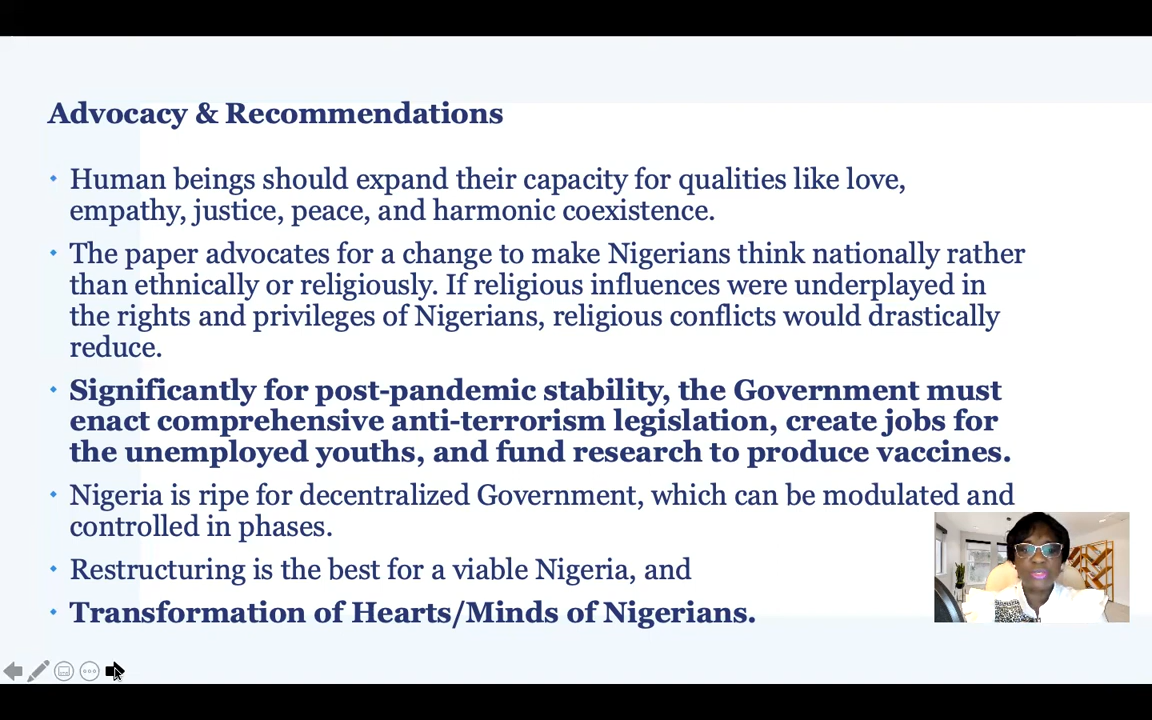 Advocacy & Recommendations
• Human beings should expand their capacity for qualities like love,
empathy, justice, peace, and harmonic coexistence.
• The paper advocates for a change to make Nigerians think nationally rather
than ethnically or religiously. If religious influences were underplayed in
the rights and privileges of Nigerians, religious conflicts would drastically
reduce.
• Significantly for post-pandemic stability, the Government must
enact comprehensive anti-terrorism legislation, create jobs for
the unemployed youths, and fund research to produce vaccines.
• Nigeria is ripe for decentralized Government, which can be modulated and
controlled in phases.
• Restructuring is the best for a viable Nigeria, and
• Transformation of Hearts/Minds of Nigerians.